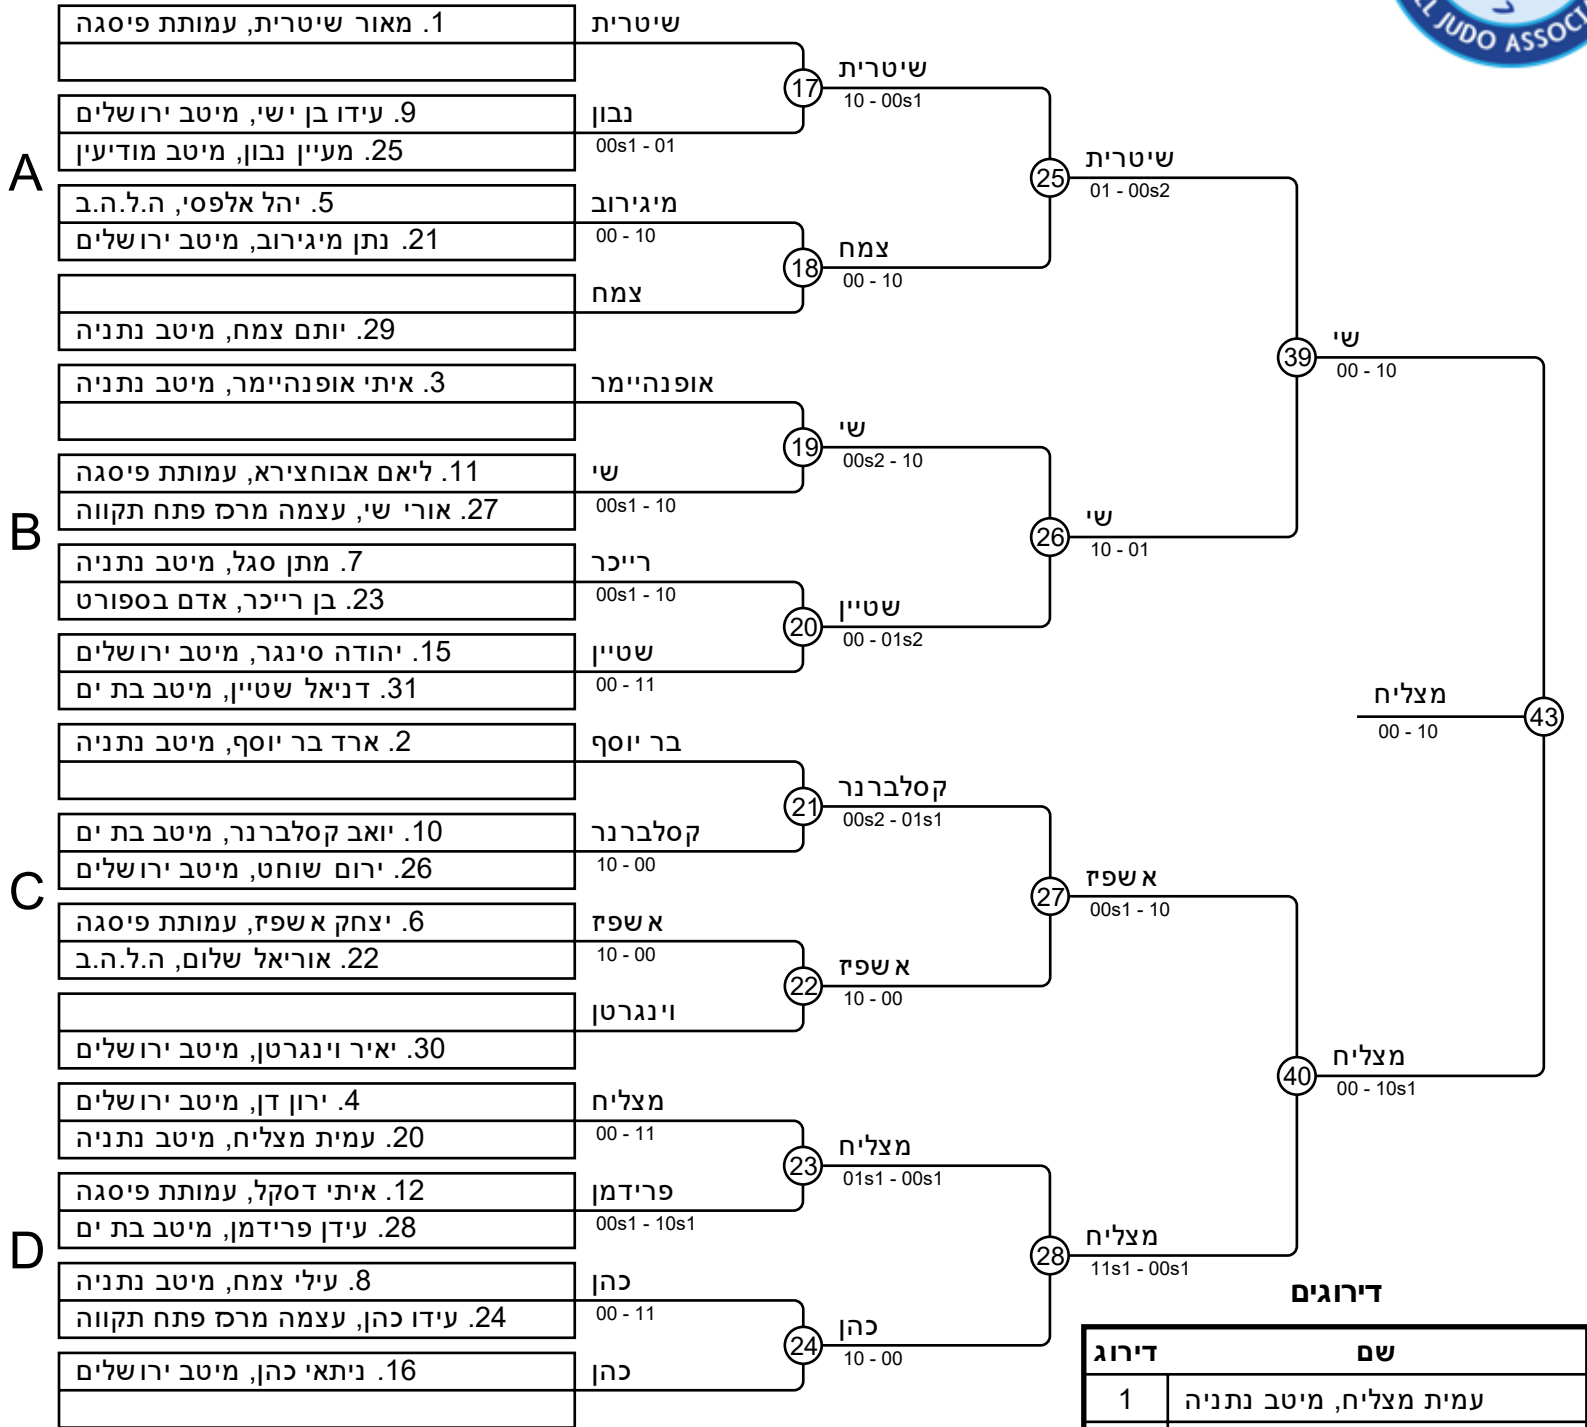 1. מאור שיטרית, עמותת פיסגה
9. עידו בן ישי, מיטב ירושלים
25. מעיין נבון, מיטב מודיעין
A
5. יהל אלפסי, ה.ל.ה.ב
21. נתן מיגירוב, מיטב ירושלים
29. יותם צמח, מיטב נתניה
3. איתי אופנהיימר, מיטב נתניה
11. ליאם אבוחצירא, עמותת פיסגה
27. אורי שי, עצמה מרכז פתח תקווה
B
7. מתן סגל, מיטב נתניה
23. בן רייכר, אדם בספורט
15. יהודה סינגר, מיטב ירושלים
31. דניאל שטיין, מיטב בת ים
2. ארד בר יוסף, מיטב נתניה
10. יואב קסלברנר, מיטב בת ים
26. ירום שוחט, מיטב ירושלים
C
6. יצחק אשפיז, עמותת פיסגה
22. אוריאל שלום, ה.ל.ה.ב
30. יאיר וינגרטן, מיטב ירושלים
4. ירון דן, מיטב ירושלים
20. עמית מצליח, מיטב נתניה
12. איתי דסקל, עמותת פיסגה
28. עידן פרידמן, מיטב בת ים
D
8. עילי צמח, מיטב נתניה
24. עידו כהן, עצמה מרכז פתח תקווה
16. ניתאי כהן, מיטב ירושלים
שיטרית
נבון
00s1 - 01
מיגירוב
00 - 10
צמח
אופנהיימר
שי
00s1 - 10
רייכר
00s1 - 10
שטיין
00 - 11
בר יוסף
קסלברנר
10 - 00
אשפיז
10 - 00
וינגרטן
מצליח
00 - 11
פרידמן
00s1 - 10s1
כהן
00 - 11
כהן
17
שיטרית
10 - 00s1
18
צמח
00 - 10
19
שי
00s2 - 10
20
שטיין
00 - 01s2
21
קסלברנר
00s2 - 01s1
22
אשפיז
10 - 00
23
מצליח
01s1 - 00s1
24
כהן
10 - 00
25
שיטרית
01 - 00s2
26
שי
10 - 01
27
אשפיז
00s1 - 10
28
מצליח
11s1 - 00s1
39
שי
00 - 10
40
מצליח
00 - 10s1
43
מצליח
00 - 10
JUDO ASSOCI
דירוגים
דירוג שם
1 עמית מצליח, מיטב נתניה